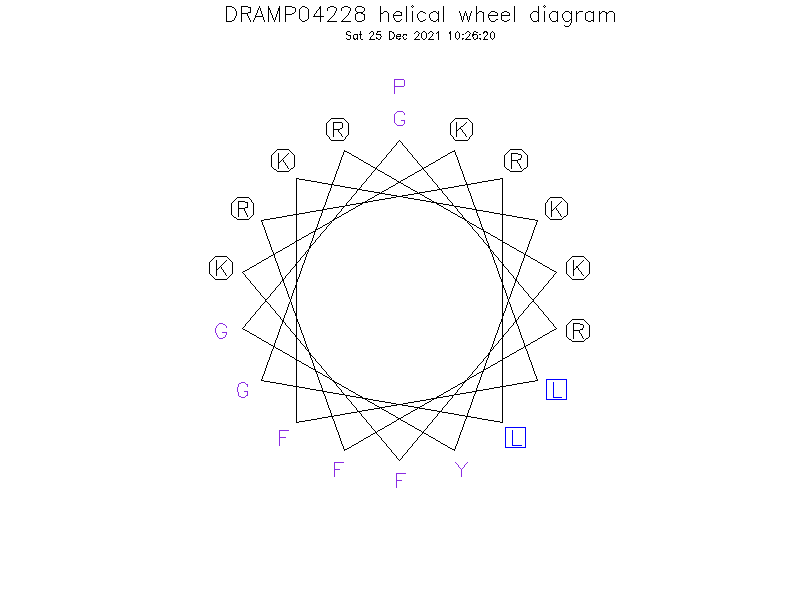 DRAMP04228 helical wheel diagram
Sat 25 Dec 2021 10:26:20
P
G
R K
K R
R K
K K
G R
G L
F L
F Y
F